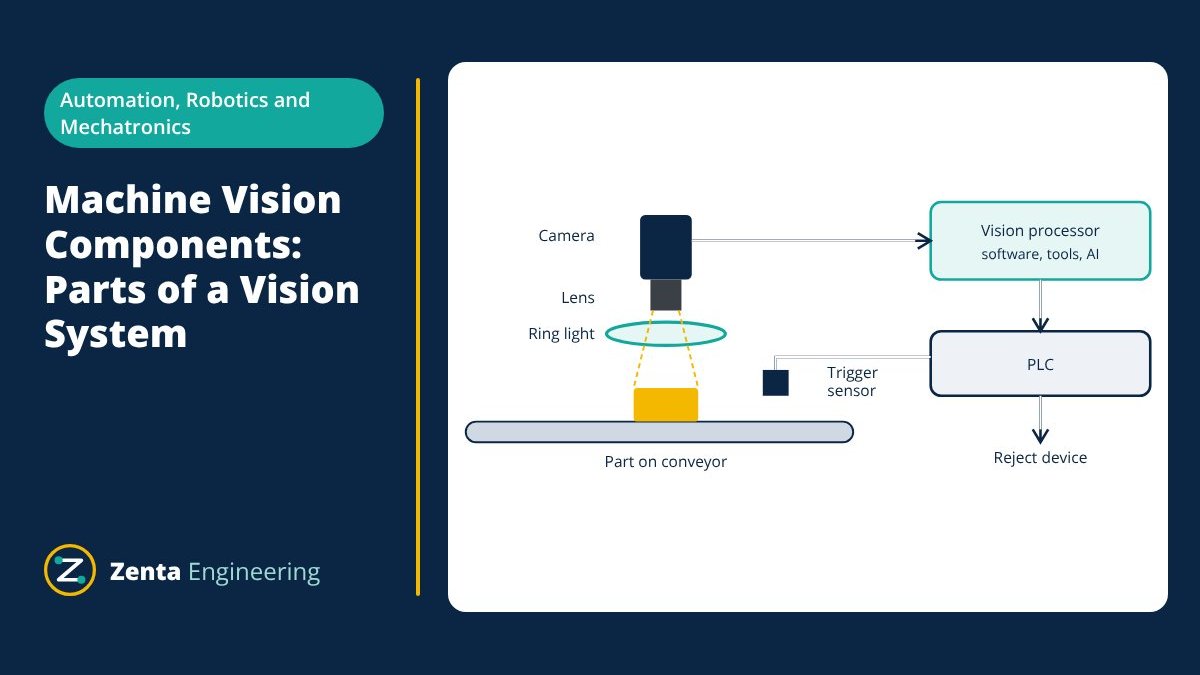 Automation, Robotics and
Mechatronics
Machine Vision
Components:
Parts of a Vision
System
Zenta Engineering
Camera
Lens
Ring light
Part on conveyor
Trigger
sensor
Vision processor
software, tools, AI
PLC
Reject device